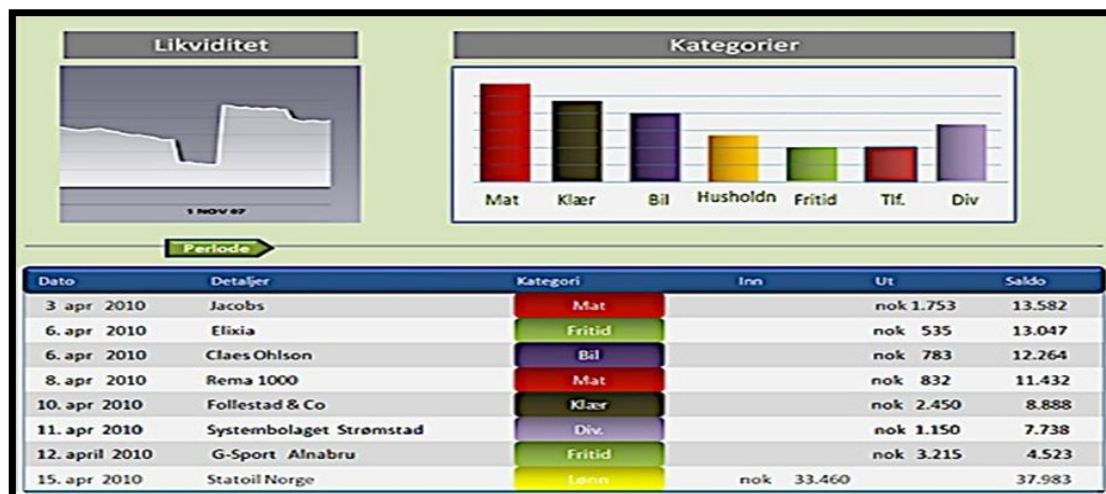 Likviditet Kategorier
1 NOV 07
Mat Klær Bil Husholdn Fritid Tlf. Div
Periode
Dato Detaljer Kategori Inn Ut Saldo
3 apr 2010 Jacobs Mat nok 1.753 13.582
6. apr 2010 Elixia Fritid nok 535 13.047
6. apr 2010 Claes Ohlson Bil nok 783 12.264
8. apr 2010 Rema 1000 Mat nok 832 11.432
10. apr 2010 Follestad & Co Klær nok 2.450 8.888
11. apr 2010 Systembolaget Strømstad Div. nok 1.150 7.738
12. april 2010 G-Sport Alnabru Fritid nok 3.215 4.523
15. apr 2010 Statoil Norge Lønn nok 33.460 37.983